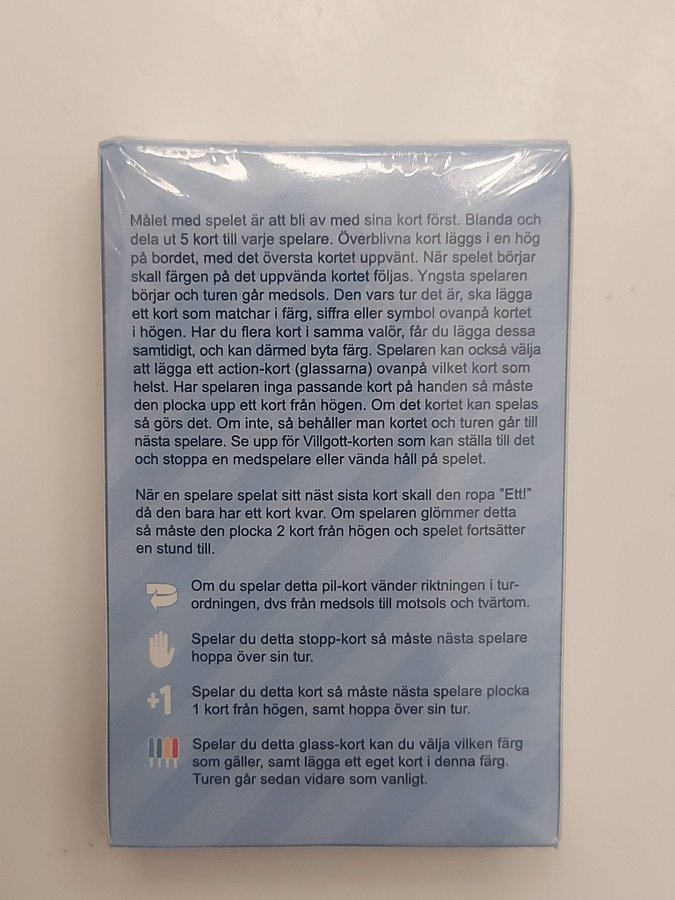 Målet med spelet är att bli av med sina kort först. Blanda och
dela ut 5 kort till varje spelare. Överblivna kort läggs i en hög
på bordet, med det översta kortet uppvänt. När spelet börjar
skall färgen på det uppvända kortet följas. Yngsta spelaren
börjar och turen går medsols. Den vars tur det är, ska lägga
ett kort som matchar i färg, siffra eller symbol ovanpå kortet
i högen. Har du flera kort i samma valör, får du lägga dessa
samtidigt, och kan därmed byta färg. Spelaren kan också välja
att lägga ett action-kort (glassarna) ovanpå vilket kort som
helst. Har spelaren inga passande kort på handen så måste
den plocka upp ett kort från högen. Om det kortet kan spelas
så görs det. Om inte, så behåller man kortet och turen går till
nästa spelare. Se upp för Villgott-korten som kan ställa till det
och stoppa en medspelare eller vända håll på spelet.
När en spelare spelat sitt näst sista kort skall den ropa "Ett!"
då den bara har ett kort kvar. Om spelaren glömmer detta
så måste den plocka 2 kort från högen och spelet fortsätter
en stund till.
Om du spelar detta pil-kort vänder riktningen i tur-
ordningen, dvs från medsols till motsols och tvärtom.
Spelar du detta stopp-kort så måste nästa spelare
hoppa över sin tur.
+1 Spelar du detta kort så måste nästa spelare plocka
1 kort från högen, samt hoppa över sin tur.
Spelar du detta glass-kort kan du välja vilken färg
som gäller, samt lägga ett eget kort i denna färg.
Turen går sedan vidare som vanligt.